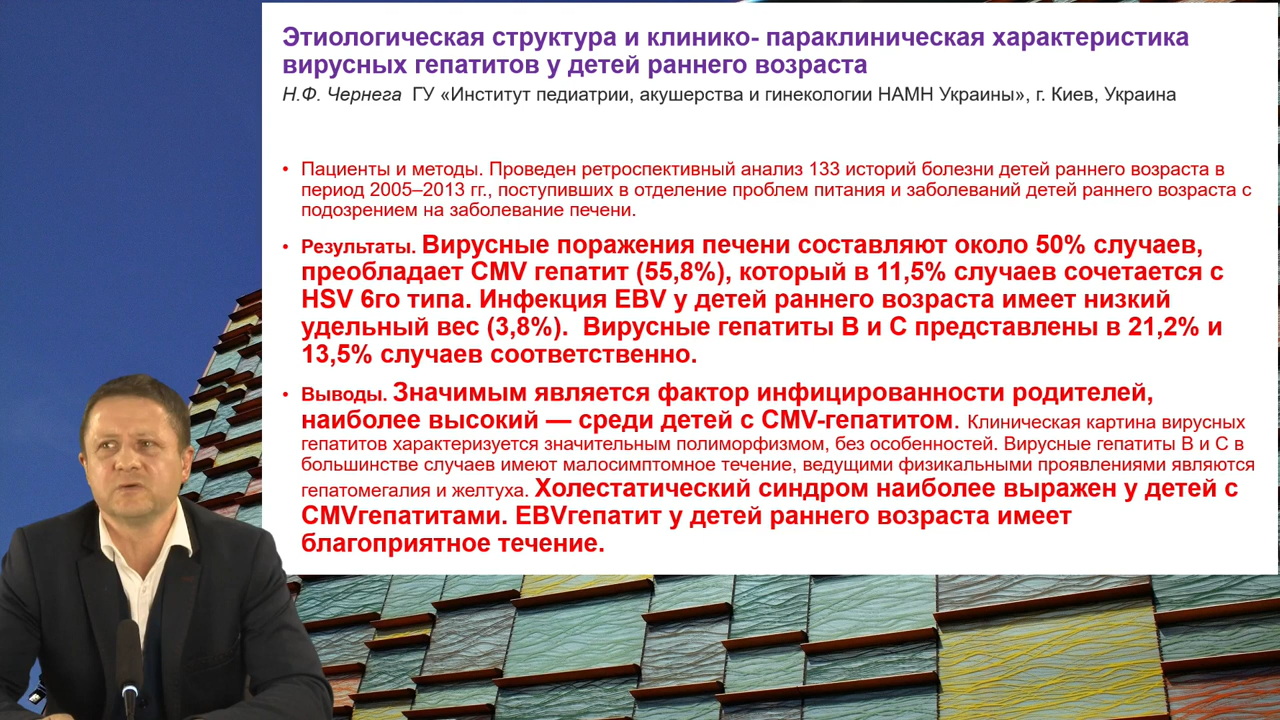 Этиологическая структура и клинико- параклиническая характеристика
вирусных гепатитов у детей раннего возраста
Н.Ф. Чернега ГУ «Институт педиатрии, акушерства и гинекологии НАМН Украины», г. Киев, Украина
• Пациенты и методы. Проведен ретроспективный анализ 133 историй болезни детей раннего возраста в
период 2005–2013 гг., поступивших в отделение проблем питания и заболеваний детей раннего возраста с
подозрением на заболевание печени.
• Результаты. Вирусные поражения печени составляют около 50% случаев,
преобладает CMV гепатит (55,8%), который в 11,5% случаев сочетается с
HSV 6го типа. Инфекция EBV у детей раннего возраста имеет низкий
удельный вес (3,8%). Вирусные гепатиты В и С представлены в 21,2% и
13,5% случаев соответственно.
• Выводы. Значимым является фактор инфицированности родителей,
наиболее высокий — среди детей с CMV-гепатитом. Клиническая картина вирусных
гепатитов характеризуется значительным полиморфизмом, без особенностей. Вирусные гепатиты В и С в
большинстве случаев имеют малосимптомное течение, ведущими физикальными проявлениями являются
гепатомегалия и желтуха. Холестатический синдром наиболее выражен у детей с
CMVгепатитами. EBVгепатит у детей раннего возраста имеет
благоприятное течение.